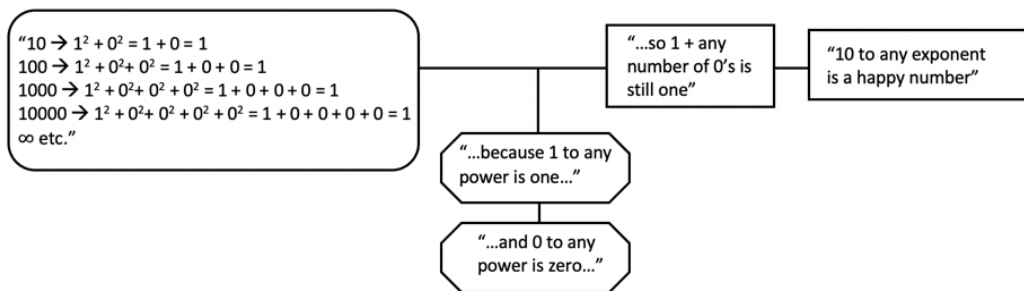 “10 → 1² + 0² = 1 + 0 = 1
100 → 1² + 0²+ 0² = 1 + 0 + 0 = 1
1000 → 1² + 0²+ 0² + 0² = 1 + 0 + 0 + 0 = 1
10000 → 1² + 0²+ 0² + 0² + 0² = 1 + 0 + 0 + 0 + 0 = 1
∞ etc.”
“...so 1 + any
number of 0’s is
still one”
“10 to any exponent
is a happy number”
“...because 1 to any
power is one...”
“...and 0 to any
power is zero...”